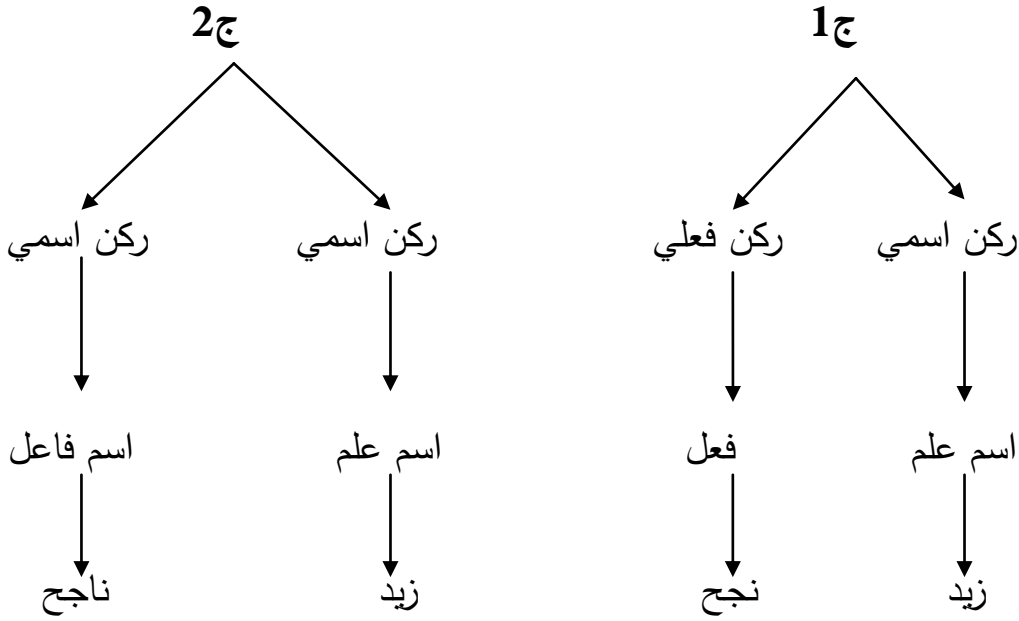 ج1 ج2
ركن اسمي ركن فعلي ركن اسمي ركن اسمي
اسم علم فعل اسم علم اسم فاعل
زيد نجح زيد ناجح